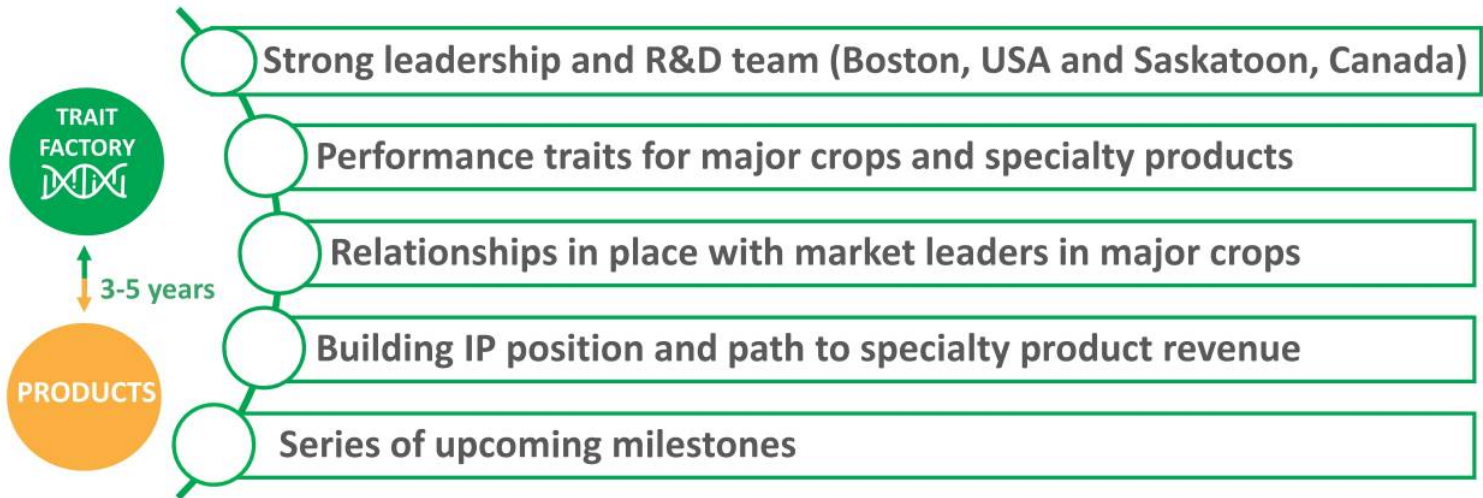 Strong leadership and R&D team (Boston, USA and Saskatoon, Canada)
TRAIT
FACTORY
Performance traits for major crops and specialty products
Relationships in place with market leaders in major crops
3-5 years
Building IP position and path to specialty product revenue
PRODUCTS
Series of upcoming milestones